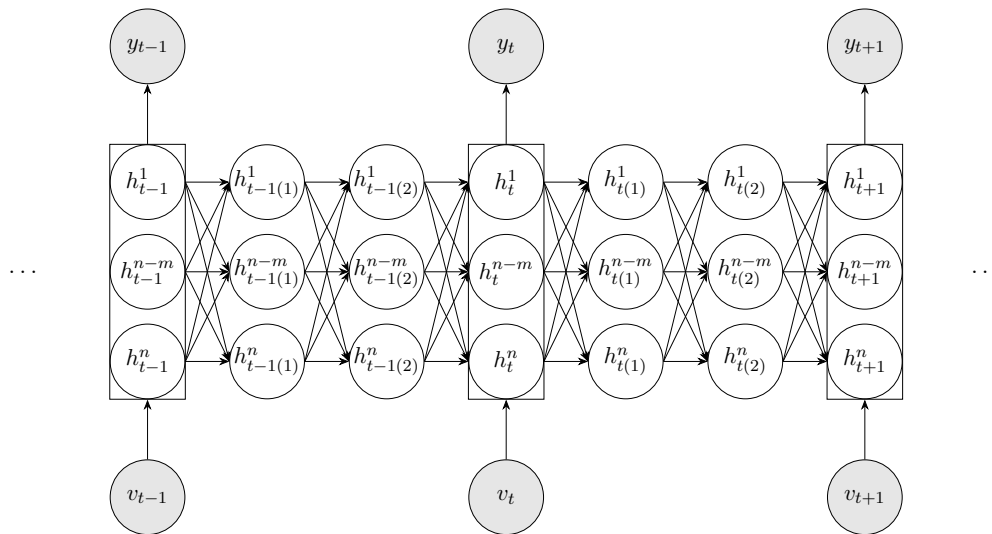 y_{t−1} y_t y_{t+1}
h^1_{t−1} h^1_{t−1(1)} h^1_{t−1(2)} h^1_t h^1_{t(1)} h^1_{t(2)} h^1_{t+1}
··· h^{n−m}_{t−1} h^{n−m}_{t−1(1)} h^{n−m}_{t−1(2)} h^{n−m}_t h^{n−m}_{t(1)} h^{n−m}_{t(2)} h^{n−m}_{t+1} ··
h^n_{t−1} h^n_{t−1(1)} h^n_{t−1(2)} h^n_t h^n_{t(1)} h^n_{t(2)} h^n_{t+1}
v_{t−1} v_t v_{t+1}